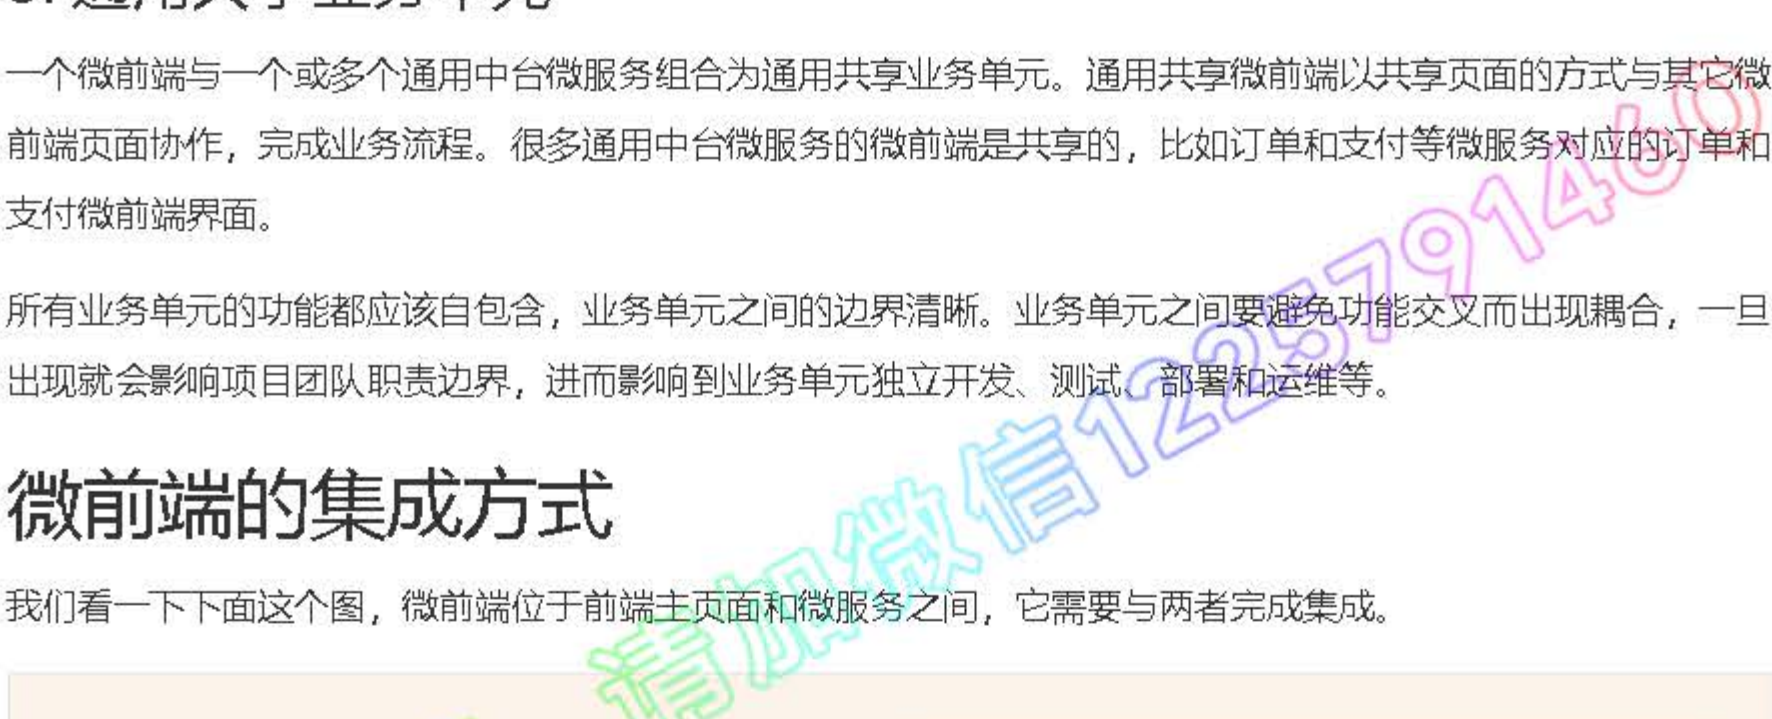 3. 通用共享业务单元
一个微前端与一个或多个通用中台微服务组合为通用共享业务单元。通用共享微前端以共享页面的方式与其它微
前端页面协作，完成业务流程。很多通用中台微服务的微前端是共享的，比如订单和支付等微服务对应的订单和
支付微前端界面。
所有业务单元的功能都应该自包含，业务单元之间的边界清晰。业务单元之间要避免功能交叉而出现耦合，一旦
出现就会影响项目团队职责边界，进而影响到业务单元独立开发、测试、部署和运维等。
微前端的集成方式
我们看一下下面这个图，微前端位于前端主页面和微服务之间，它需要与两者完成集成。
请加微信1225791460